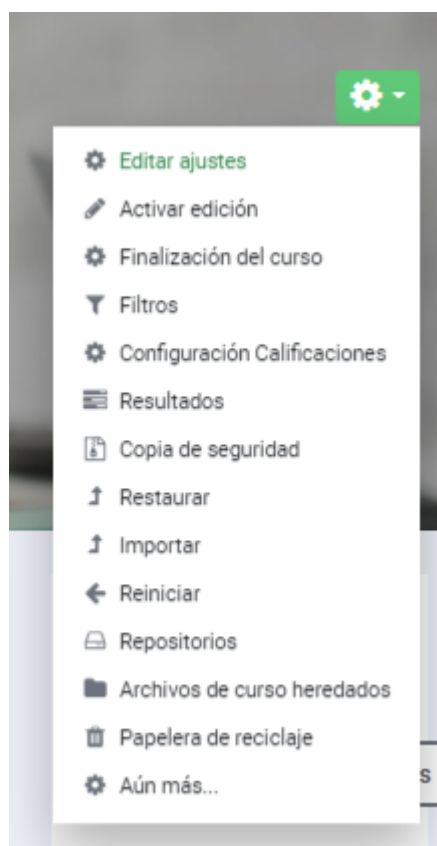 Editar ajustes
Activar edición
Finalización del curso
Filtros
Configuración Calificaciones
Resultados
Copia de seguridad
Restaurar
Importar
Reiniciar
Repositorios
Archivos de curso heredados
Papelera de reciclaje
Aún más...
s